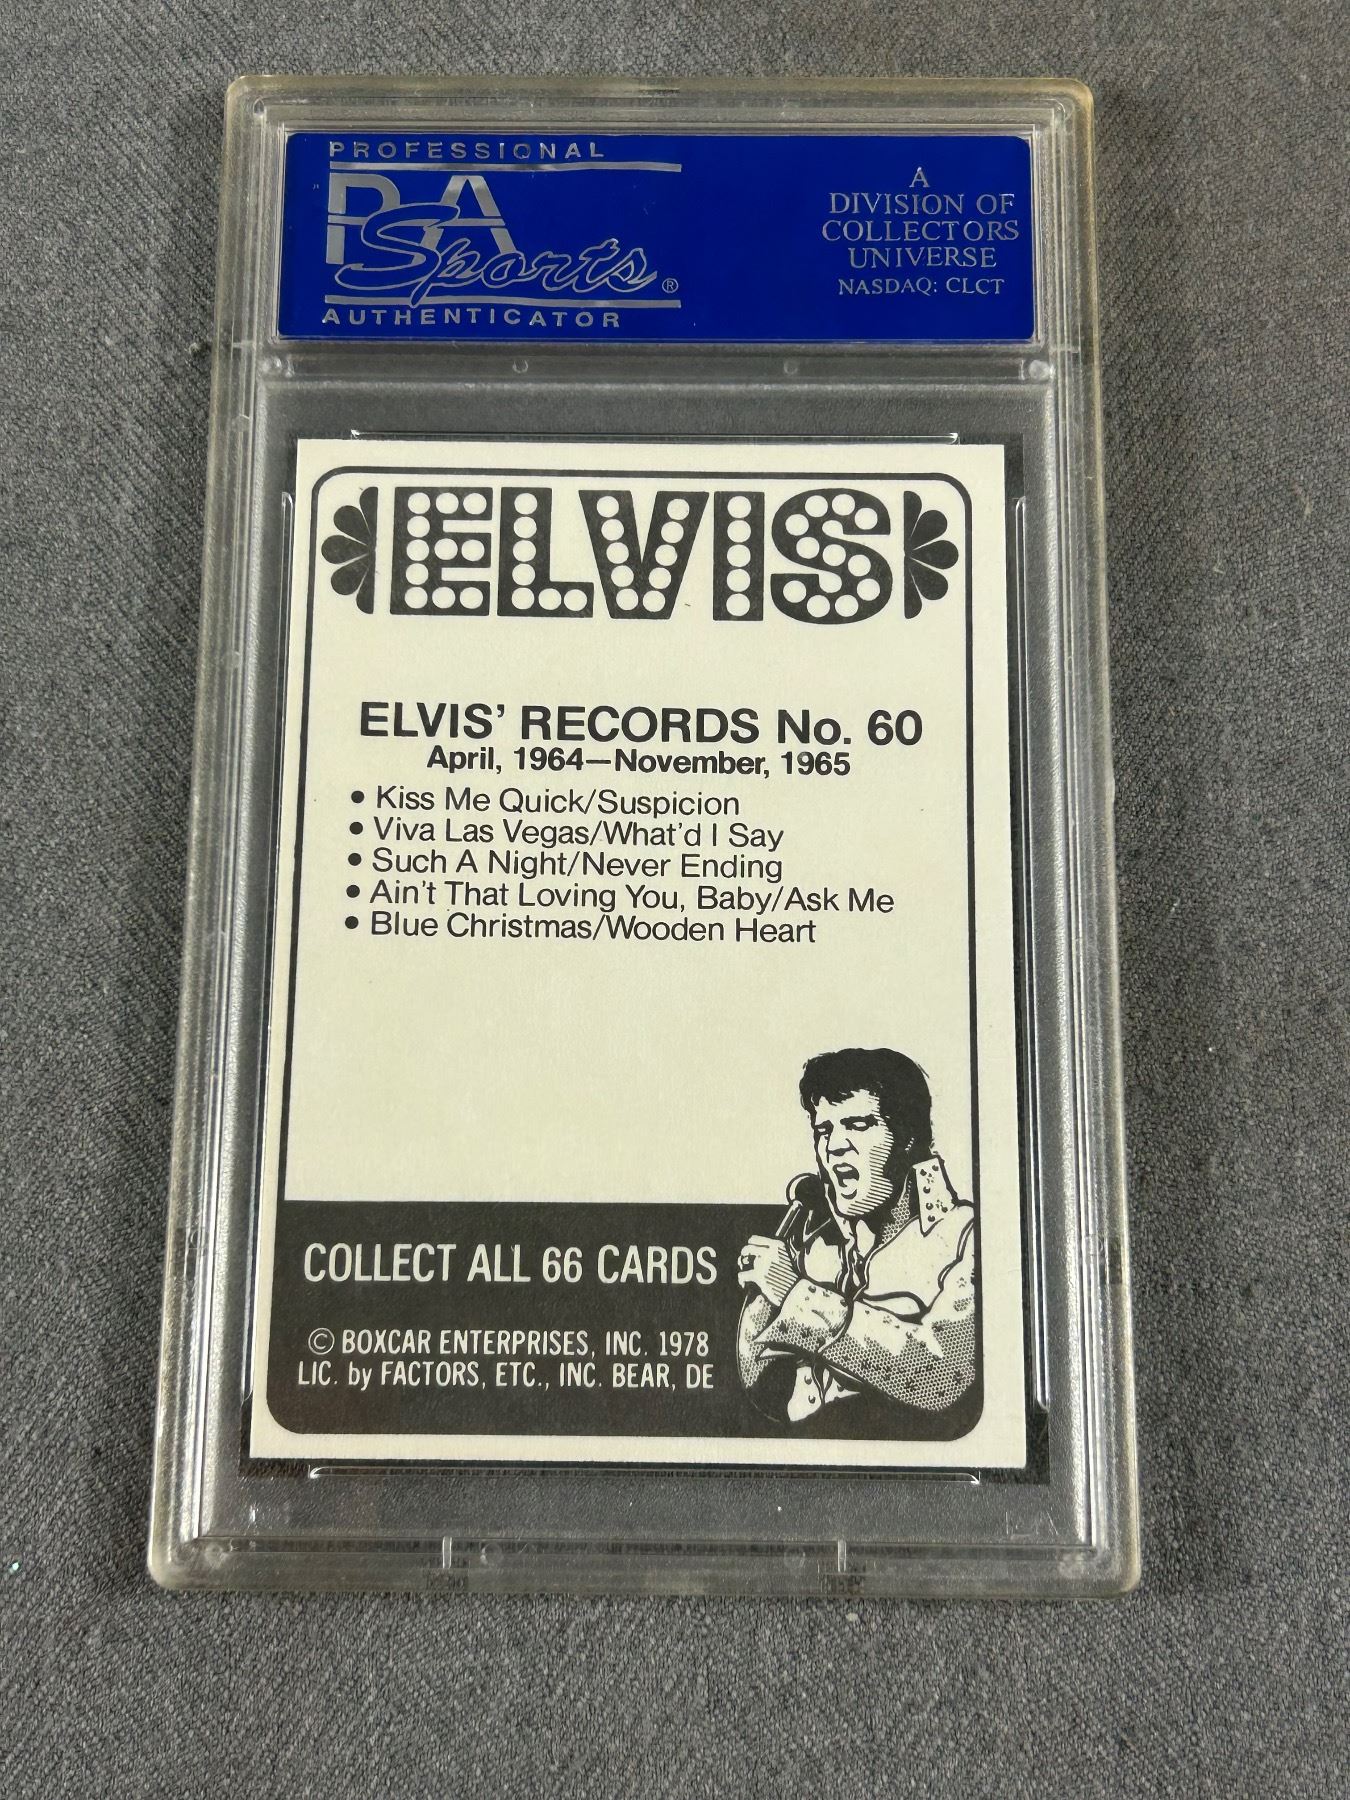 PROFESSIONAL
PSA
Sports®
AUTHENTICATOR
A
DIVISION OF
COLLECTORS
UNIVERSE
NASDAQ: CLCT
ELVIS
ELVIS' RECORDS No. 60
April, 1964—November, 1965
• Kiss Me Quick/Suspicion
• Viva Las Vegas/What'd I Say
• Such A Night/Never Ending
• Ain't That Loving You, Baby/Ask Me
• Blue Christmas/Wooden Heart
COLLECT ALL 66 CARDS
© BOXCAR ENTERPRISES, INC. 1978
LIC. by FACTORS, ETC., INC. BEAR, DE